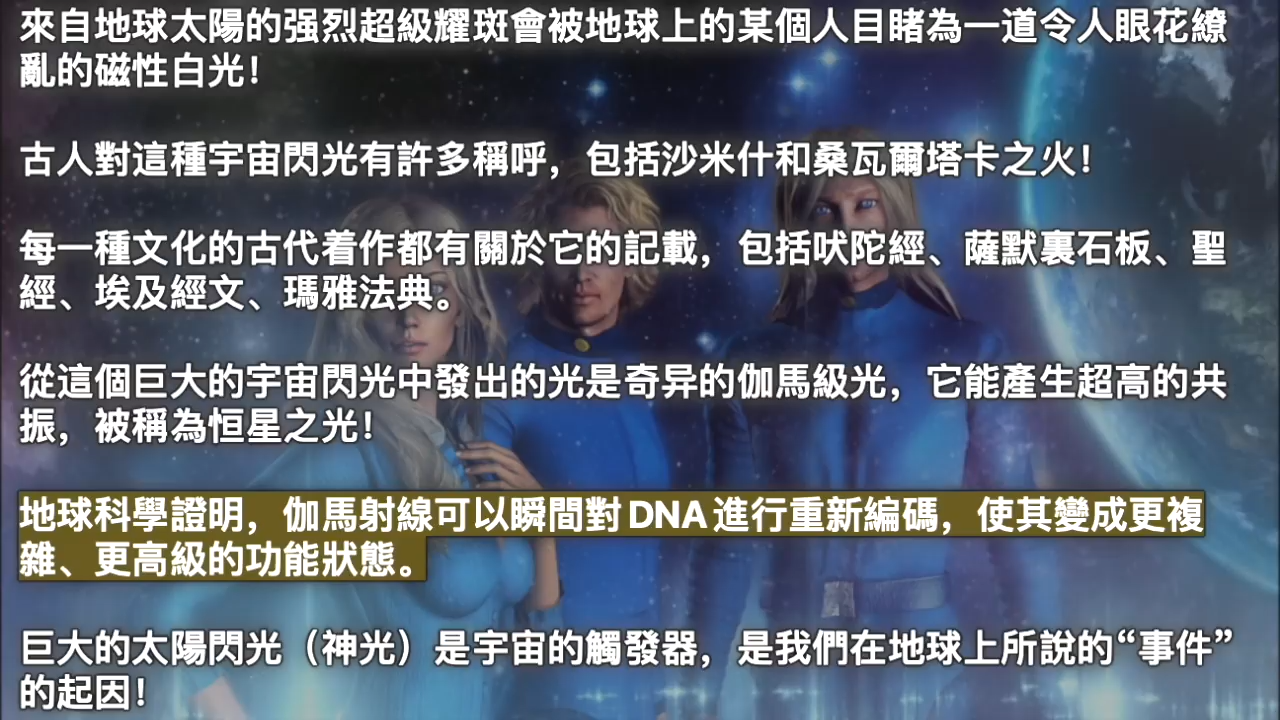 來自地球太陽的强烈超級耀斑會被地球上的某個人目睹為一道令人眼花繚
亂的磁性白光！
古人對這種宇宙閃光有許多稱呼，包括沙米什和桑瓦爾塔卡之火！
每一種文化的古代着作都有關於它的記載，包括吠陀經、薩默裏石板、聖
經、埃及經文、瑪雅法典。
從這個巨大的宇宙閃光中發出的光是奇异的伽馬級光，它能產生超高的共
振，被稱為恒星之光！
地球科學證明，伽馬射線可以瞬間對 DNA 進行重新編碼，使其變成更複
雜、更高級的功能狀態。
巨大的太陽閃光（神光）是宇宙的觸發器，是我們在地球上所說的“事件”
的起因！